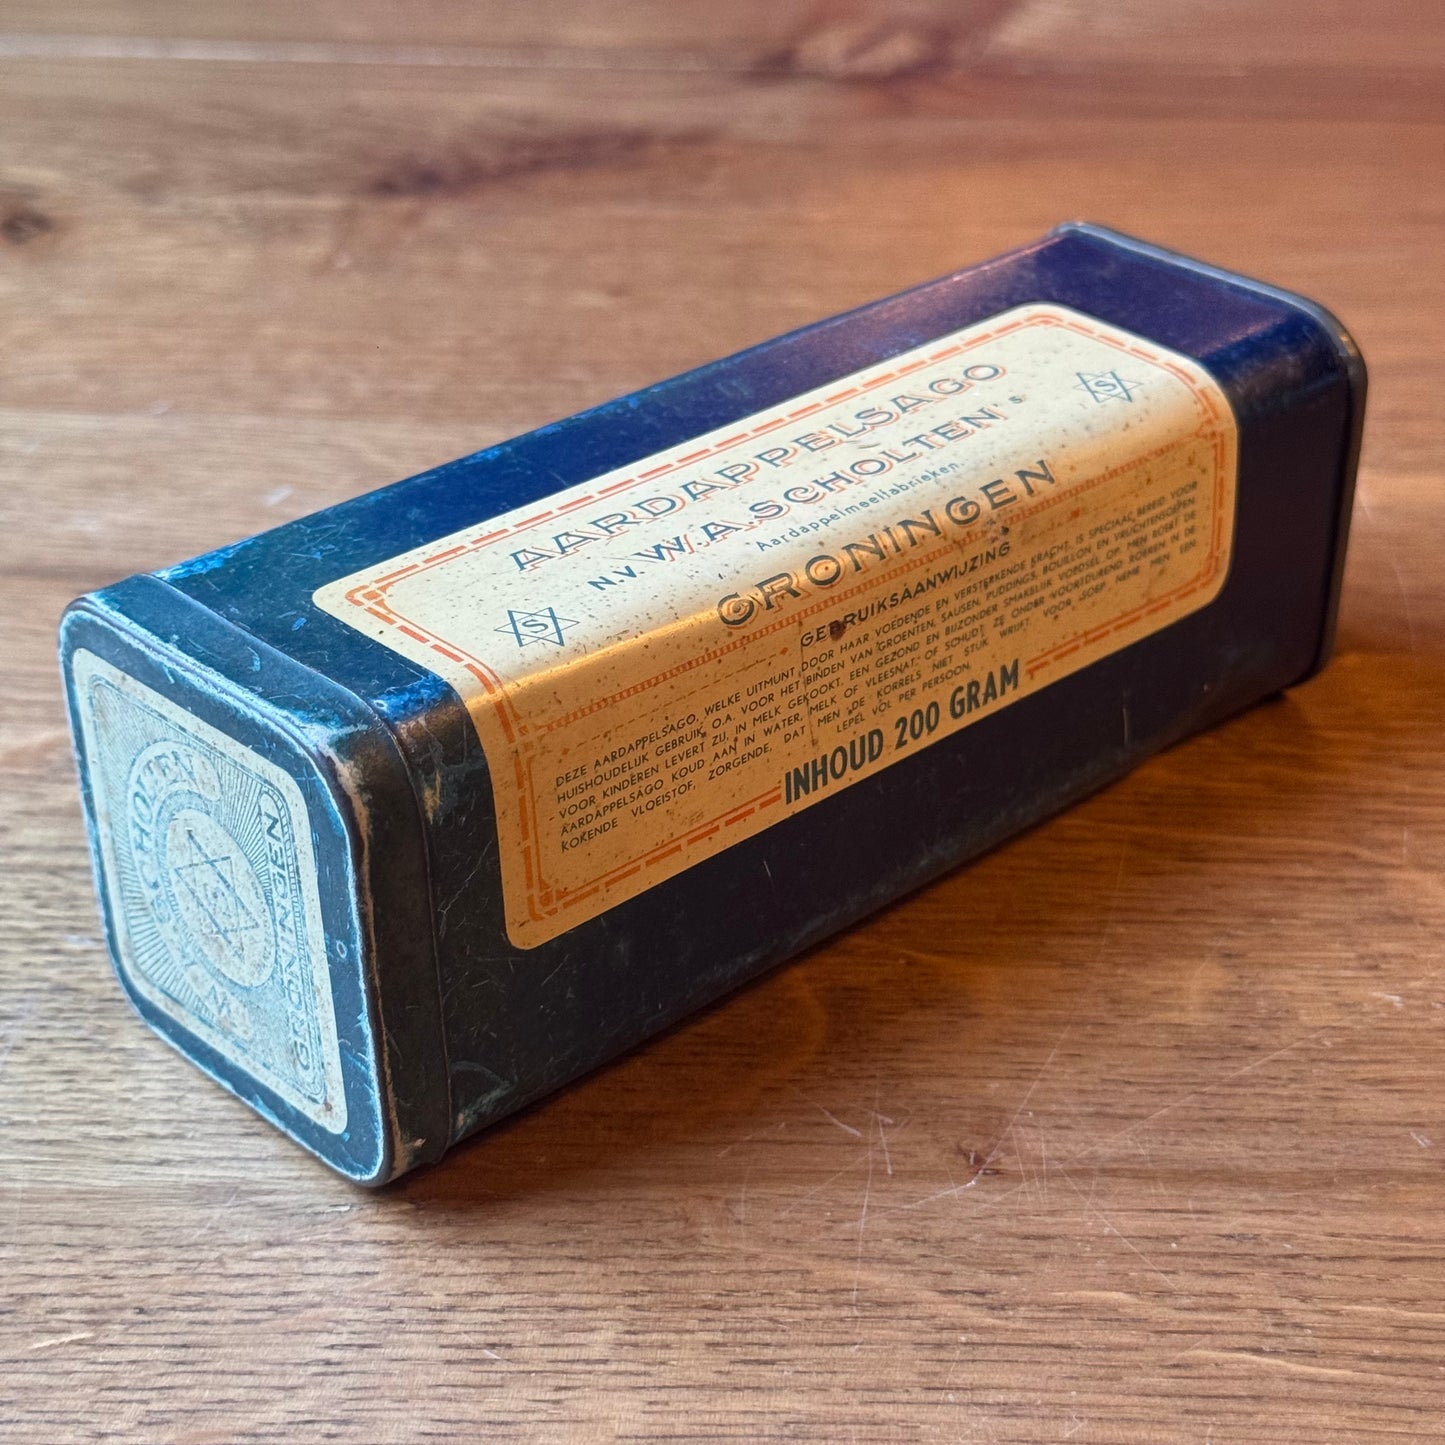 AARDAPPELSAGO
N.V. W.A. SCHOLTEN'S
Aardappelmeelfabrieken.
GRONINGEN
S
S
GEBRUIKSAANWIJZING
DEZE AARDAPPELSAGO, WELKE UITMUNT DOOR HAAR VOEDENDE EN VERSTERKENDE KRACHT, IS SPECIAAL BEREID VOOR
HUISHOUDELIJK GEBRUIK, O.A. VOOR HET BINDEN VAN GROENTEN, SAUSEN, PUDDINGS, BOUILLON EN VRUCHTENSOEPEN.
VOOR KINDEREN LEVERT ZIJ, IN MELK GEKOOKT, EEN GEZOND EN BIJZONDER SMAKELIJK VOEDSEL OP. MEN ROERT DE
AARDAPPELSAGO KOUD AAN IN WATER, MELK OF VLEESNAT, OF SCHUDT ZE ONDER VOORTDUREND ROEREN IN DE
KOKENDE VLOEISTOF, ZORGENDE, DAT MEN DE KORRELS NIET STUK WRIJFT. VOOR SOEP NEME MEN EEN
LEPEL VOL PER PERSOON.
INHOUD 200 GRAM
SCHOLTEN
GRONINGEN
S